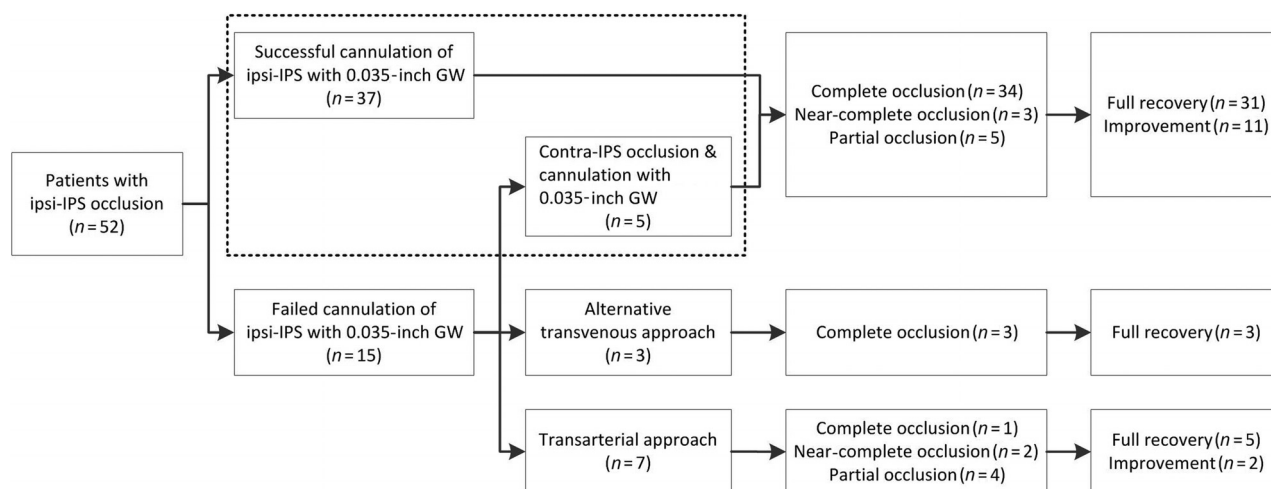 Patients with
ipsi-IPS occlusion
(n = 52)
Successful cannulation of
ipsi-IPS with 0.035-inch GW
(n = 37)
Failed cannulation of
ipsi-IPS with 0.035-inch GW
(n = 15)
Contra-IPS occlusion &
cannulation with
0.035-inch GW
(n = 5)
Alternative
transvenous approach
(n = 3)
Transarterial approach
(n = 7)
Complete occlusion (n = 34)
Near-complete occlusion (n = 3)
Partial occlusion (n = 5)
Complete occlusion (n = 3)
Complete occlusion (n = 1)
Near-complete occlusion (n = 2)
Partial occlusion (n = 4)
Full recovery (n = 31)
Improvement (n = 11)
Full recovery (n = 3)
Full recovery (n = 5)
Improvement (n = 2)